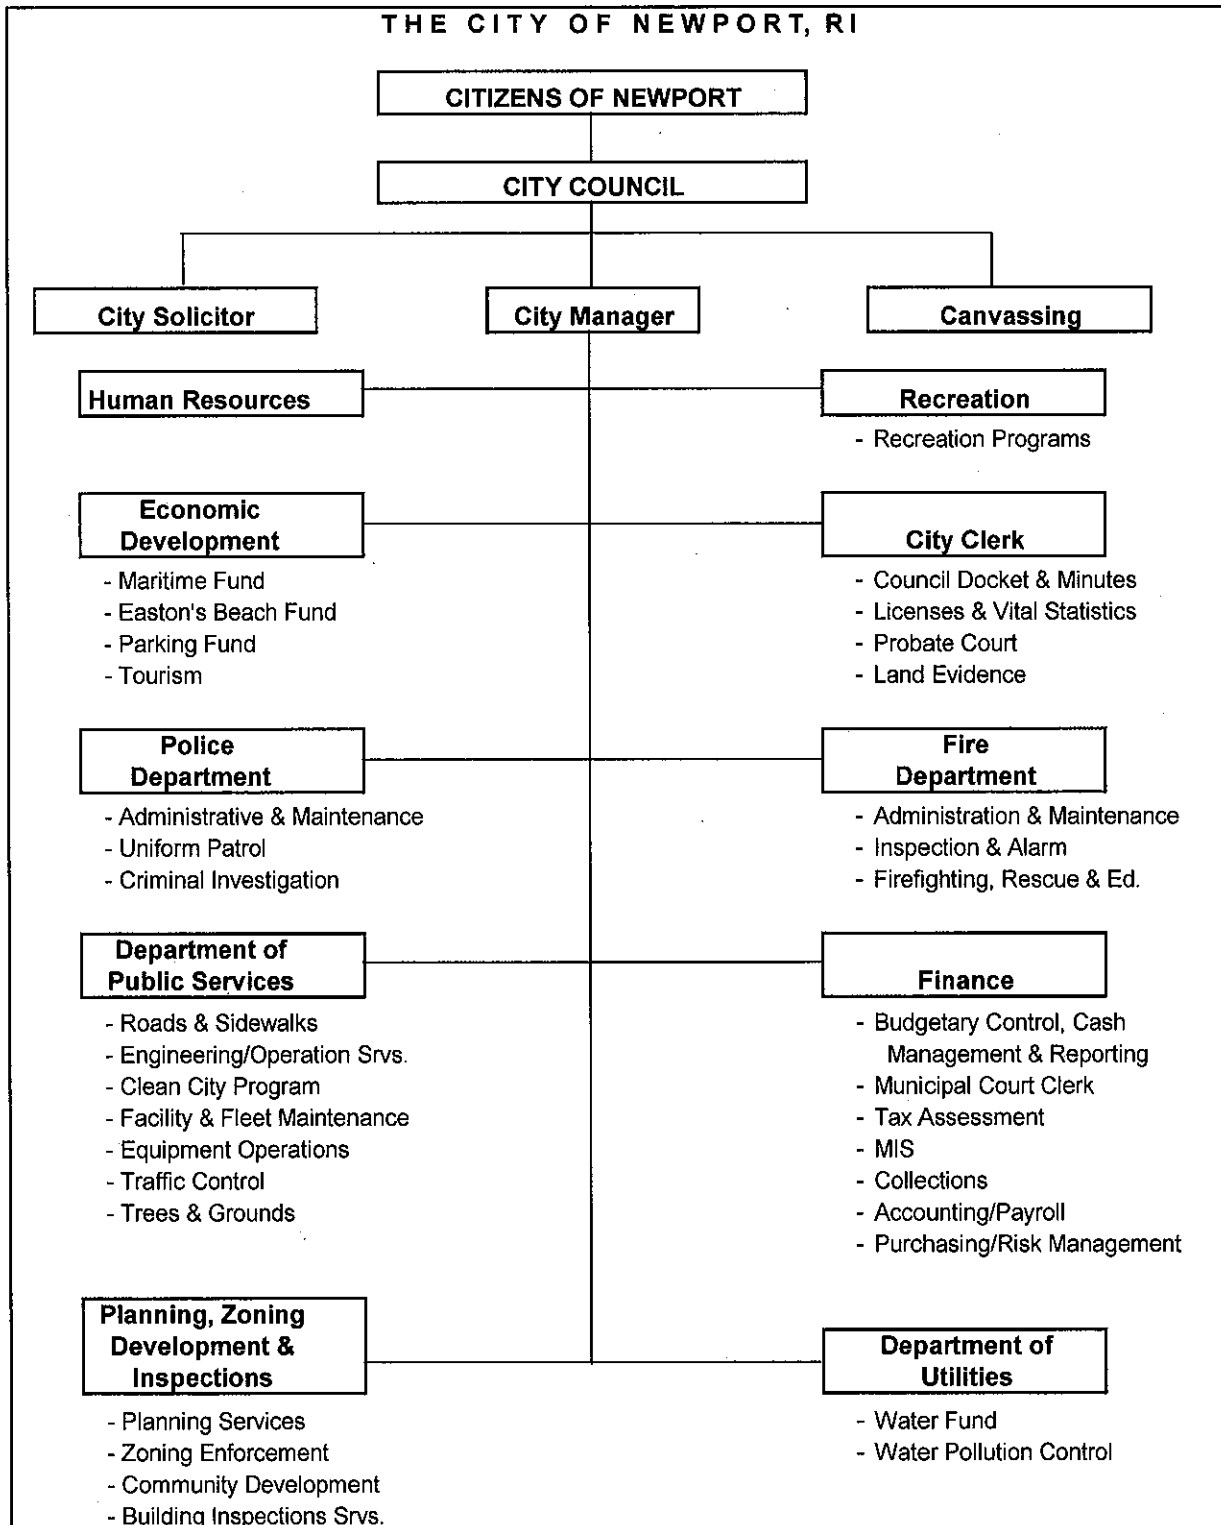 THE CITY OF NEWPORT, RI
CITIZENS OF NEWPORT
CITY COUNCIL
City Solicitor
City Manager
Canvassing
Human Resources
Recreation
- Recreation Programs
Economic
Development
- Maritime Fund
- Easton's Beach Fund
- Parking Fund
- Tourism
City Clerk
- Council Docket & Minutes
- Licenses & Vital Statistics
- Probate Court
- Land Evidence
Police
Department
- Administrative & Maintenance
- Uniform Patrol
- Criminal Investigation
Fire
Department
- Administration & Maintenance
- Inspection & Alarm
- Firefighting, Rescue & Ed.
Department of
Public Services
- Roads & Sidewalks
- Engineering/Operation Srvs.
- Clean City Program
- Facility & Fleet Maintenance
- Equipment Operations
- Traffic Control
- Trees & Grounds
Finance
- Budgetary Control, Cash
Management & Reporting
- Municipal Court Clerk
- Tax Assessment
- MIS
- Collections
- Accounting/Payroll
- Purchasing/Risk Management
Planning, Zoning
Development &
Inspections
- Planning Services
- Zoning Enforcement
- Community Development
- Building Inspections Srvs.
Department of
Utilities
- Water Fund
- Water Pollution Control